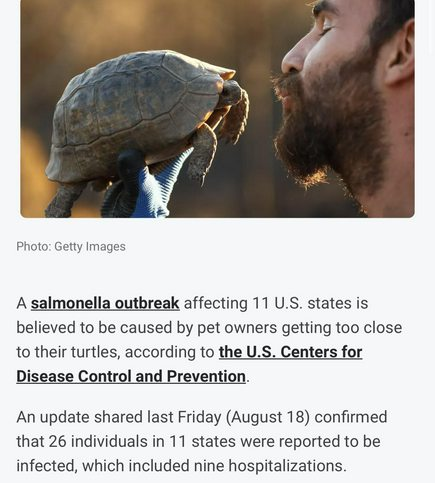 Photo: Getty Images
A salmonella outbreak affecting 11 U.S. states is
believed to be caused by pet owners getting too close
to their turtles, according to the U.S. Centers for
Disease Control and Prevention.
An update shared last Friday (August 18) confirmed
that 26 individuals in 11 states were reported to be
infected, which included nine hospitalizations.